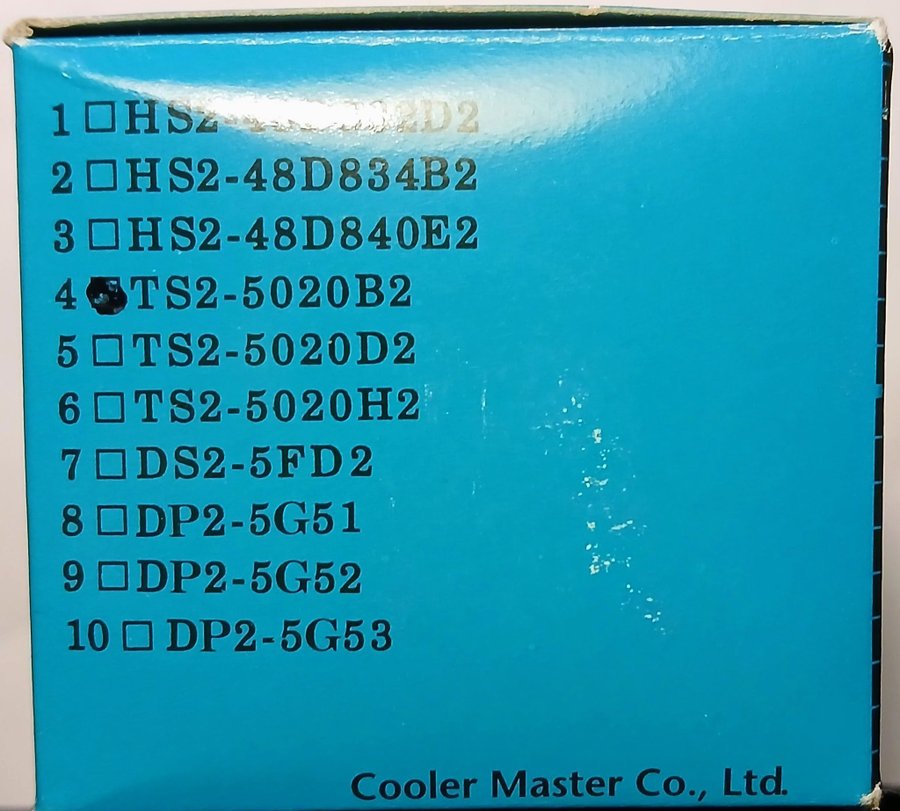 1 □
2 □ HS2-48D834B2
3 □ HS2-48D840E2
4 ■ TS2-5020B2
5 □ TS2-5020D2
6 □ TS2-5020H2
7 □ DS2-5FD2
8 □ DP2-5G51
9 □ DP2-5G52
10 □ DP2-5G53
Cooler Master Co., Ltd.